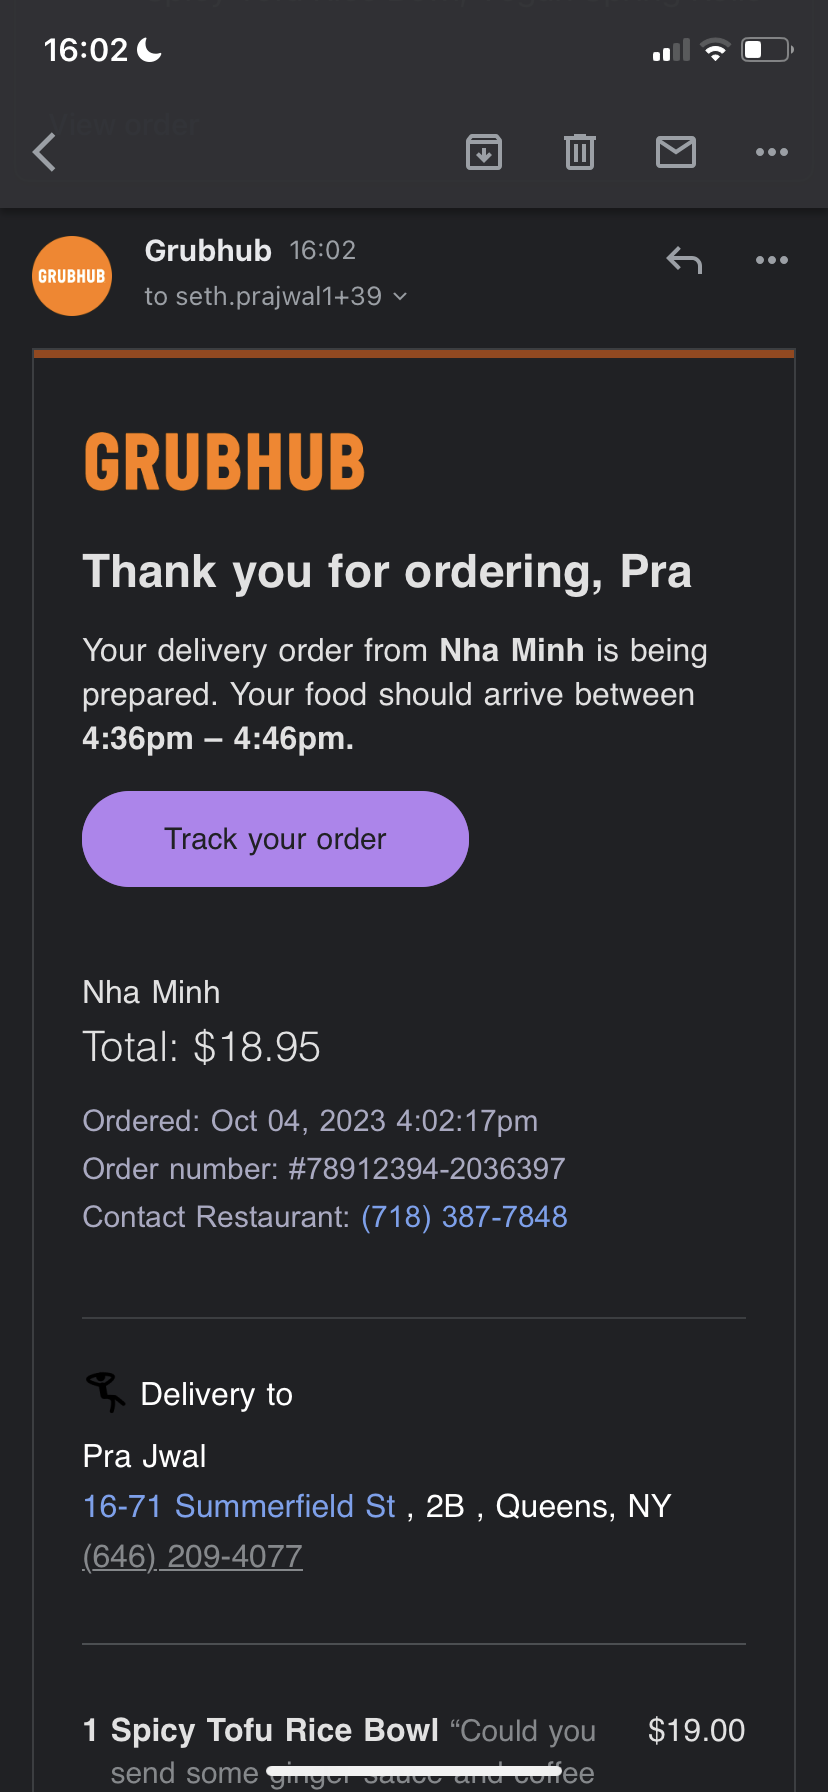 16:02
View order
GRUBHUB
Grubhub 16:02
to seth.prajwal1+39
GRUBHUB
Thank you for ordering, Pra
Your delivery order from Nha Minh is being
prepared. Your food should arrive between
4:36pm – 4:46pm.
Track your order
Nha Minh
Total: $18.95
Ordered: Oct 04, 2023 4:02:17pm
Order number: #78912394-2036397
Contact Restaurant: (718) 387-7848
Delivery to
Pra Jwal
16-71 Summerfield St , 2B , Queens, NY
(646) 209-4077
1 Spicy Tofu Rice Bowl “Could you $19.00
send some ginger sauce and coffee